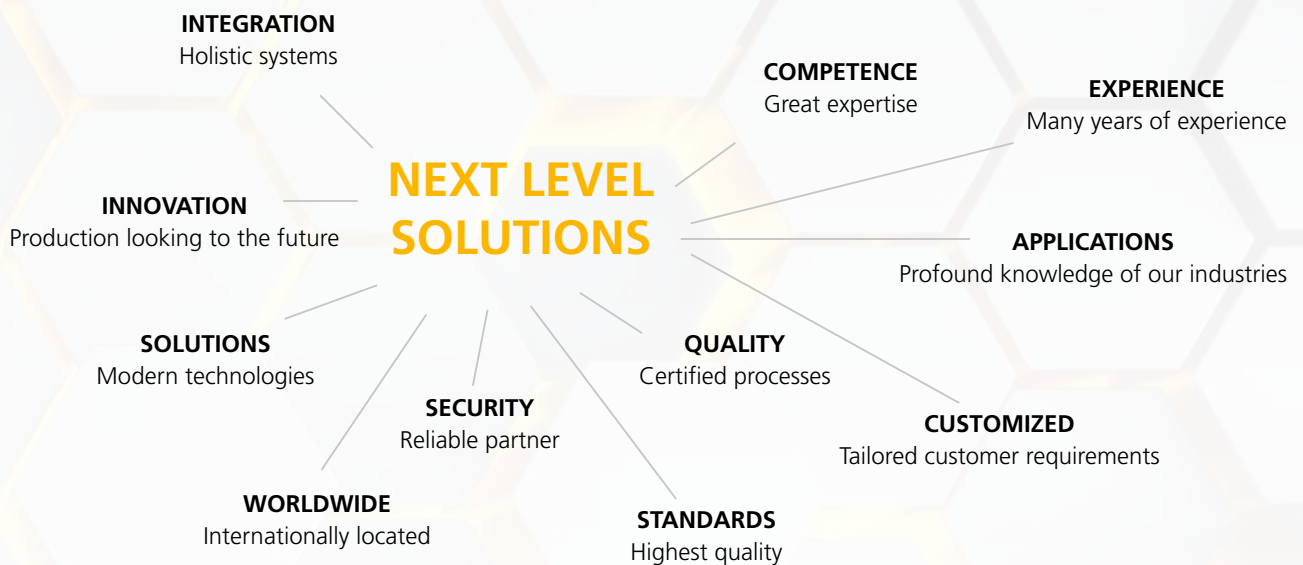 INTEGRATION
Holistic systems
COMPETENCE
Great expertise
EXPERIENCE
Many years of experience
NEXT LEVEL
SOLUTIONS
INNOVATION
Production looking to the future
APPLICATIONS
Profound knowledge of our industries
SOLUTIONS
Modern technologies
QUALITY
Certified processes
SECURITY
Reliable partner
CUSTOMIZED
Tailored customer requirements
WORLDWIDE
Internationally located
STANDARDS
Highest quality